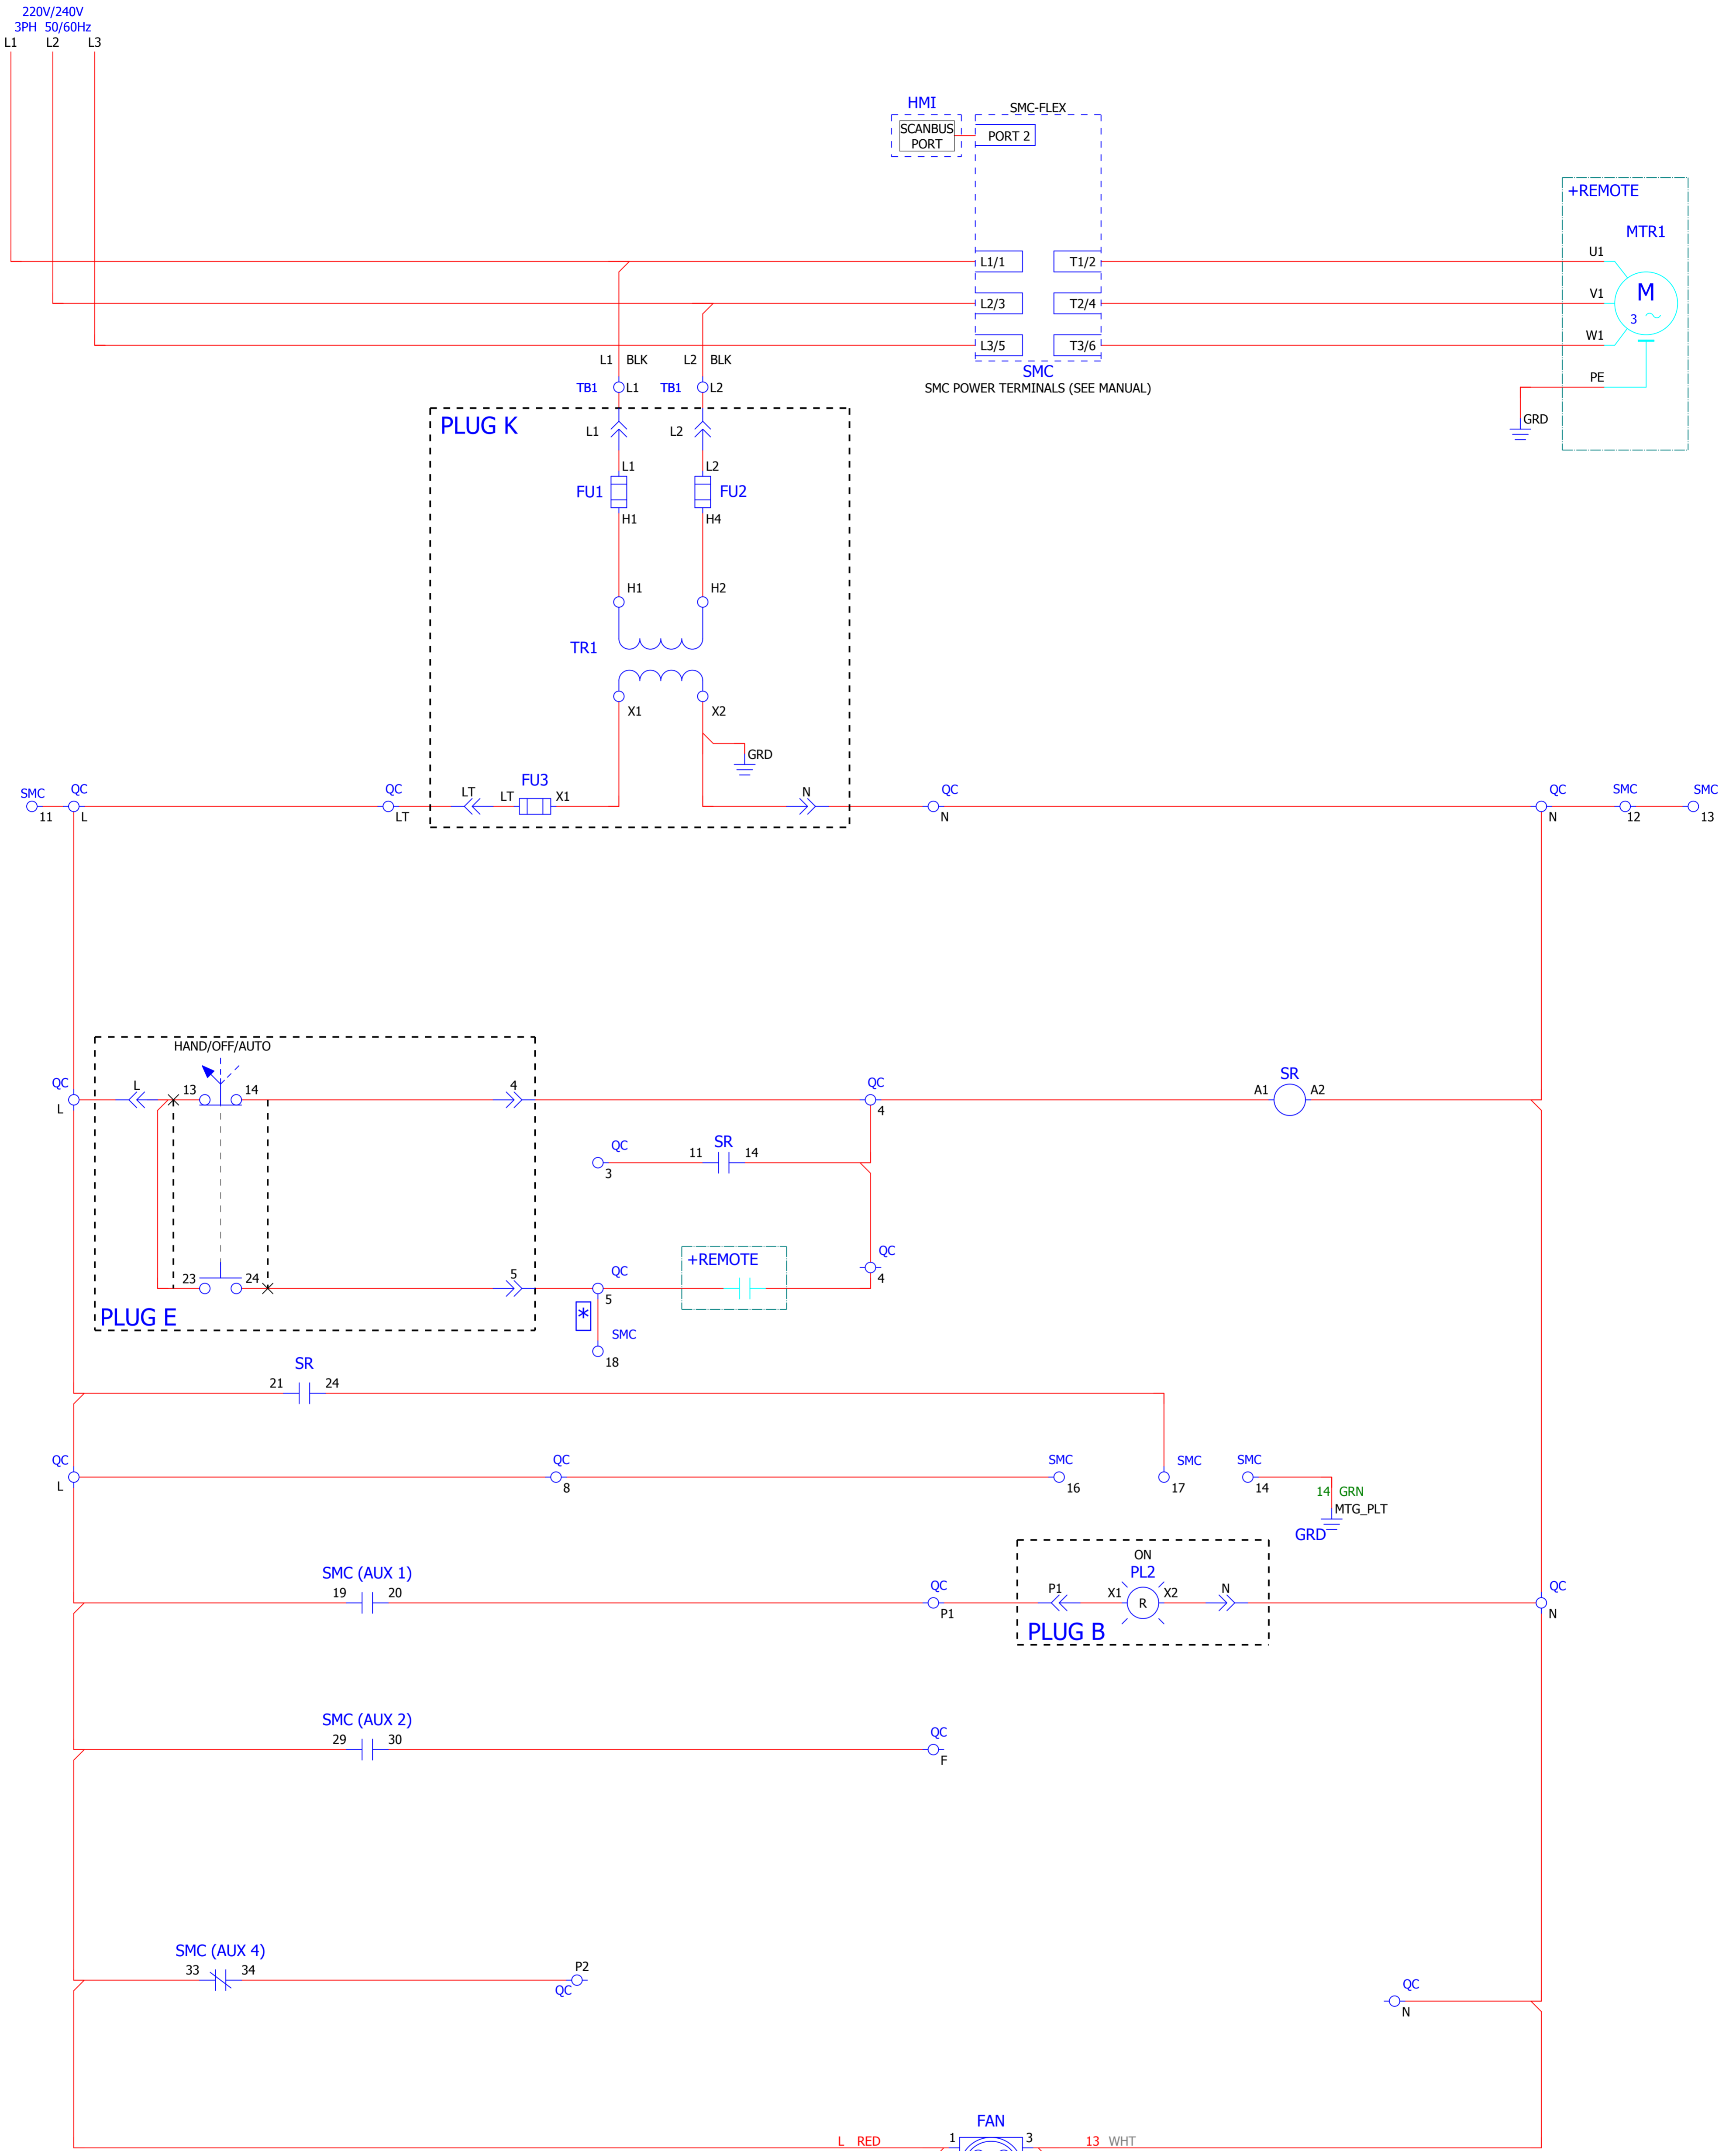 220V/240V
3PH 50/60Hz
L1 L2 L3
HMI
SMC-FLEX
SCANBUS
PORT
PORT 2
+REMOTE
MTR1
L1/1 T1/2 U1
L2/3 T2/4 V1 M
3
L3/5 T3/6 W1
L1 BLK L2 BLK
SMC
PE
TB1 L1 TB1 L2
SMC POWER TERMINALS (SEE MANUAL)
PLUG K
L1 L2
GRD
L1 L2
FU1 FU2
H1 H4
H1 H2
TR1
X1 X2
GRD
FU3
SMC QC QC LT LT X1 N QC QC SMC SMC
11 L LT N N 12 13
HAND/OFF/AUTO
QC L 13 14 4 QC SR
L 4 A1 A2
QC 11 SR 14
3
+REMOTE QC
4
23 24 5 QC
5
PLUG E
*
SMC
18
SR
21 24
QC QC SMC SMC SMC
L 8 16 17 14
14 GRN
MTG_PLT
GRD
ON
SMC (AUX 1) PL2
19 20 QC P1 X1 R X2 N QC
P1 N
PLUG B
SMC (AUX 2)
29 30 QC
F
SMC (AUX 4)
33 34 P2
QC
QC
N
FAN
L RED 1 3 13 WHT